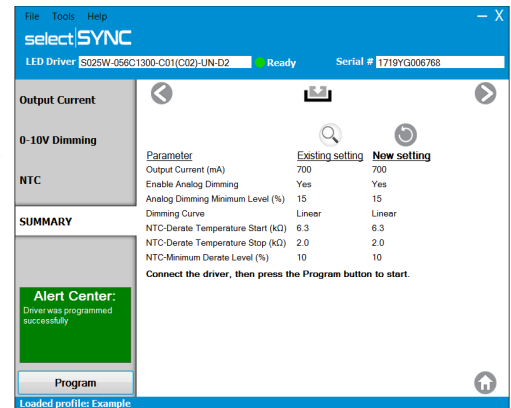 File Tools Help
– X
select SYNC
LED Driver S025W-056C1300-C01(C02)-UN-D2 Ready Serial # 1719YG006768
Output Current
0-10V Dimming
NTC
SUMMARY
Parameter Existing setting New setting
Output Current (mA) 700 700
Enable Analog Dimming Yes Yes
Analog Dimming Minimum Level (%) 15 15
Dimming Curve Linear Linear
NTC-Derate Temperature Start (kΩ) 6.3 6.3
NTC-Derate Temperature Stop (kΩ) 2.0 2.0
NTC-Minimum Derate Level (%) 10 10
Connect the driver, then press the Program button to start.
Alert Center:
Driver was programmed
successfully
Program
Loaded profile: Example